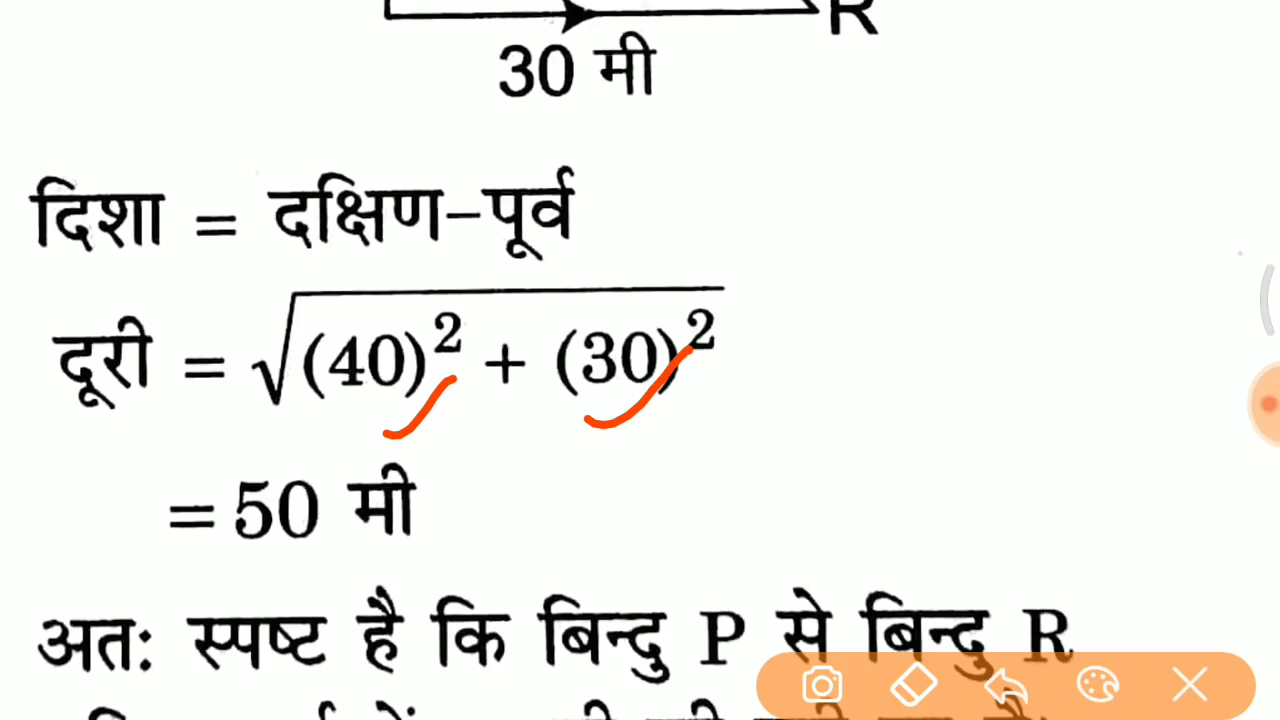 R
30 मी
दिशा = दक्षिण-पूर्व
दूरी = √(40)² + (30)²
= 50 मी
अतः स्पष्ट है कि बिन्दु P से बिन्दु R